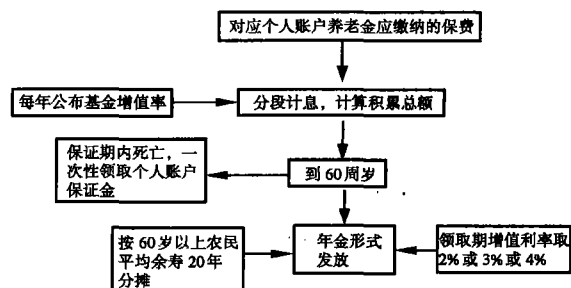 对应个人账户养老金应缴纳的保费
每年公布基金增值率
分段计息，计算积累总额
保证期内死亡，一
次性领取个人账户
保证金
到60周岁
按60岁以上农民
平均余寿20年
分摊
年金形式
发放
领取期增值利率取
2%或3%或4%